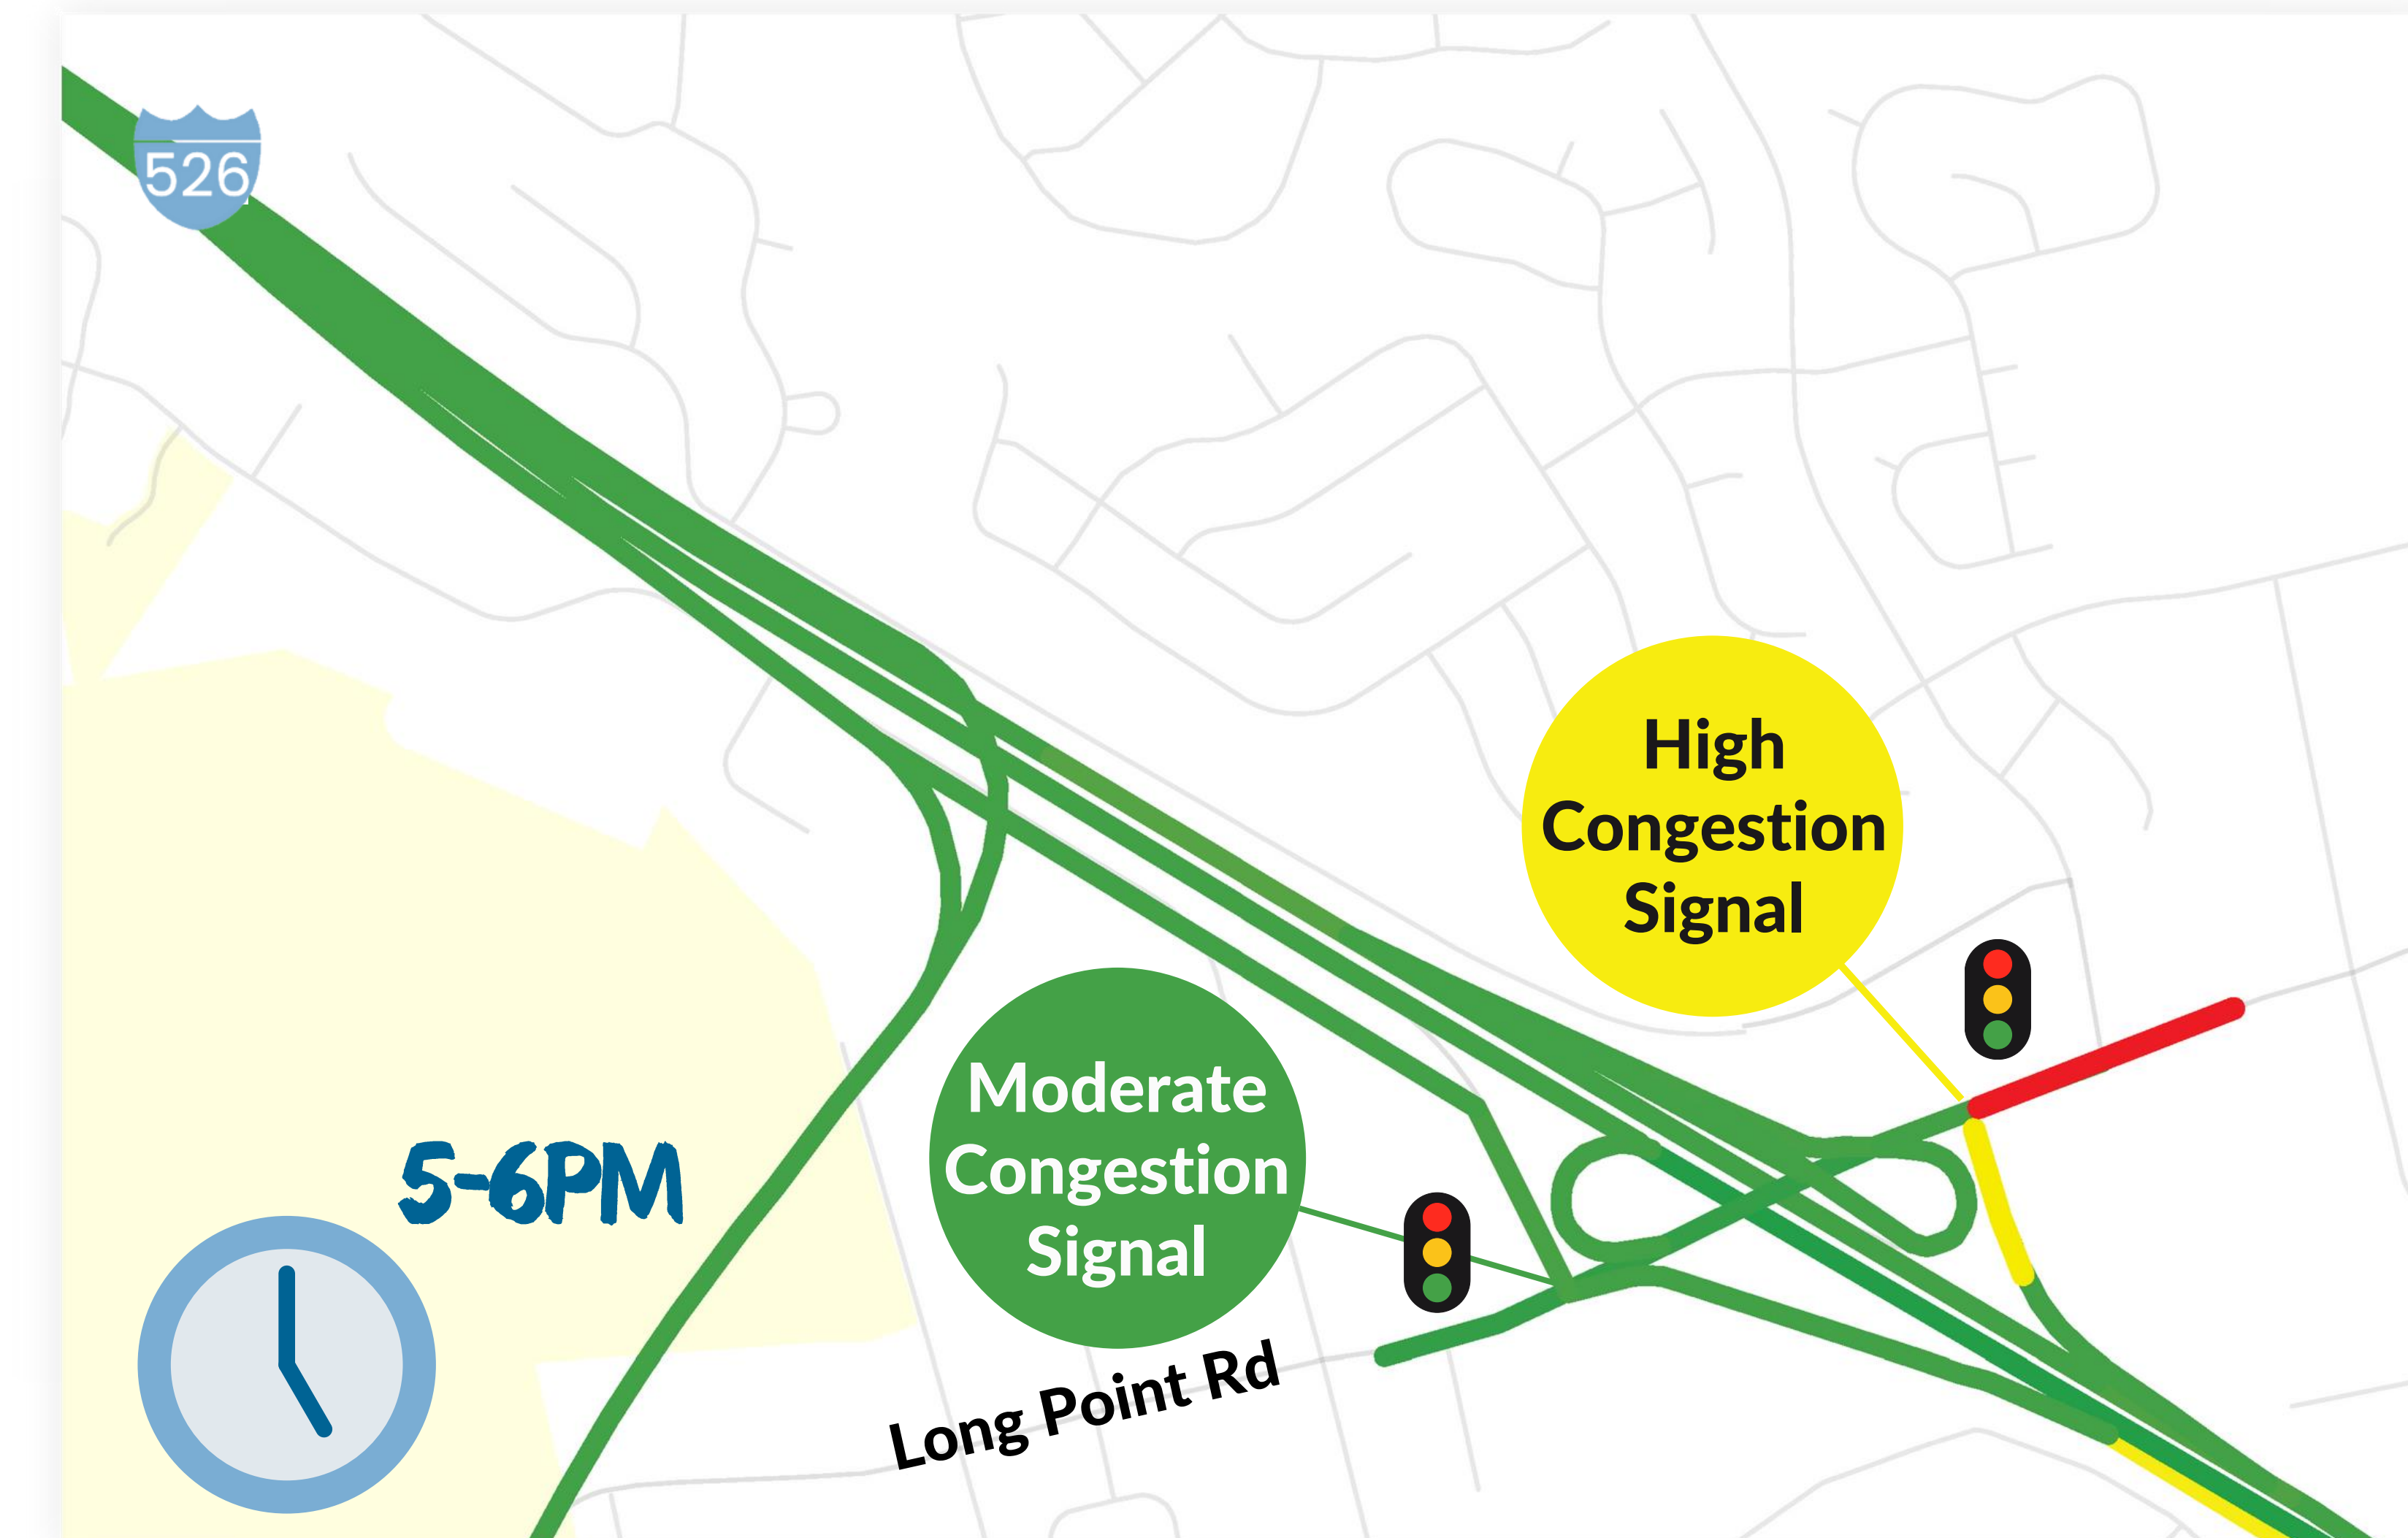 526
High
Congestion
Signal
Moderate
Congestion
Signal
5-6PM
Long Point Rd